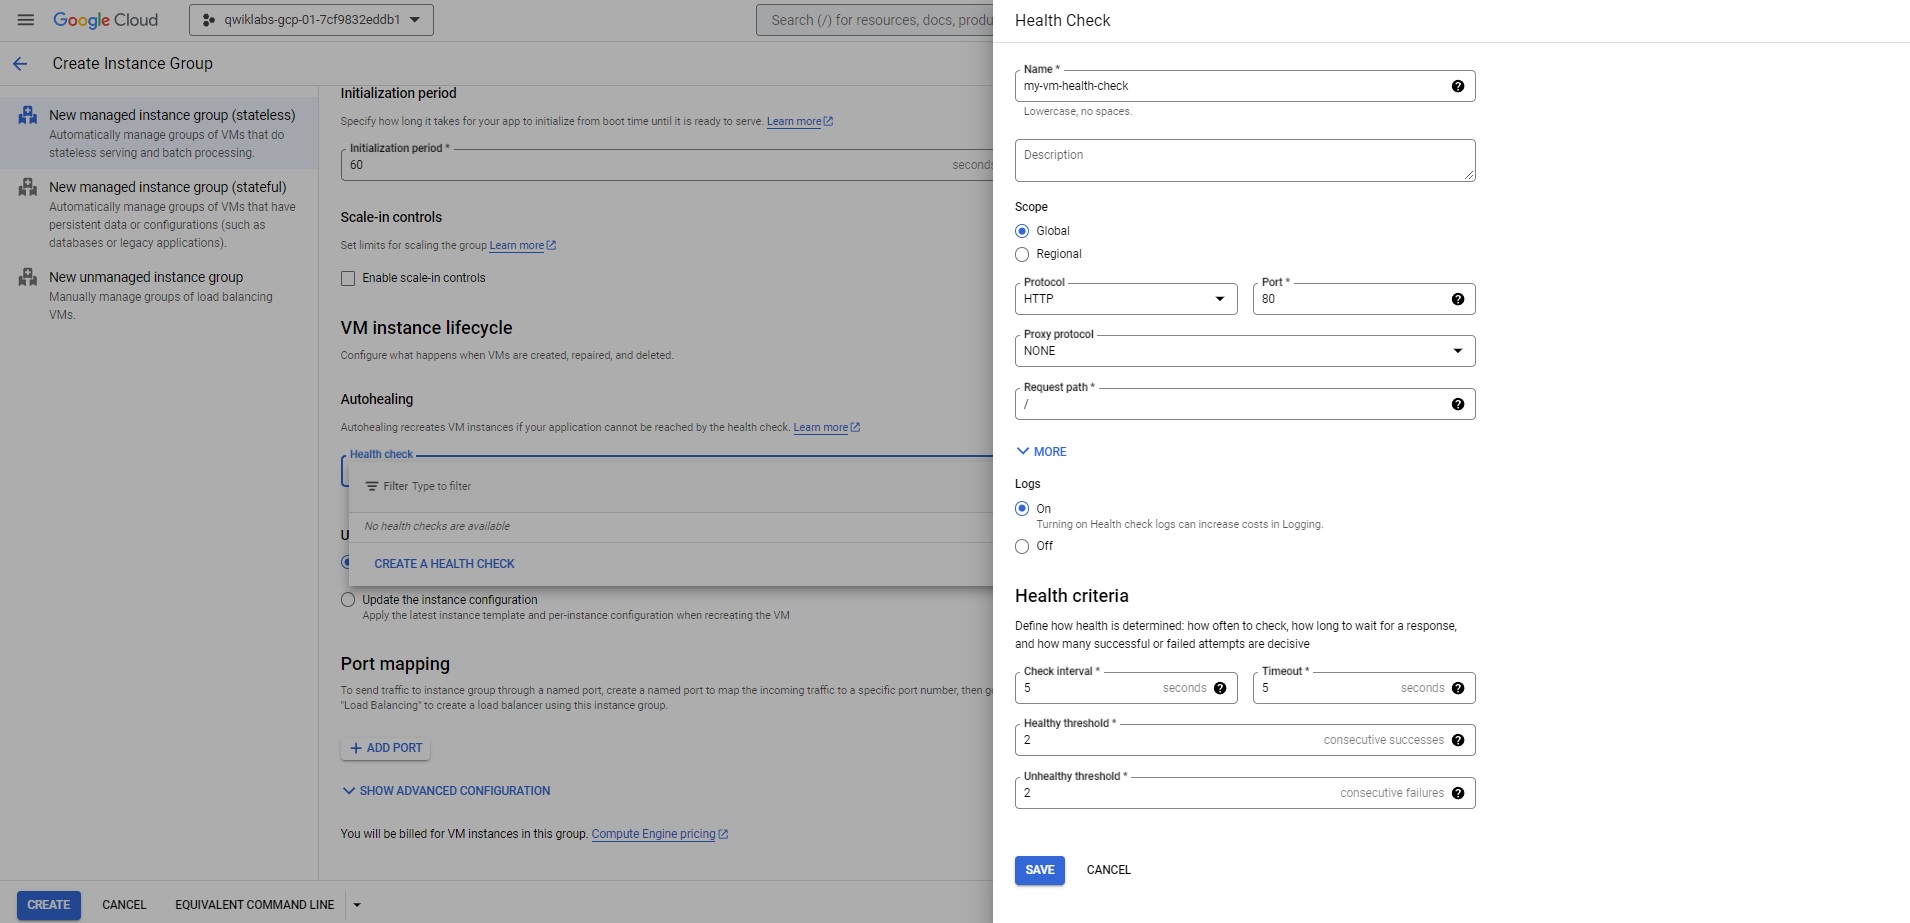 Google Cloud
qwiklabs-gcp-01-7cf9832eddb1
Search (/) for resources, docs, produ
Create Instance Group
New managed instance group (stateless)
Automatically manage groups of VMs that do
stateless serving and batch processing.
New managed instance group (stateful)
Automatically manage groups of VMs that have
persistent data or configurations (such as
databases or legacy applications).
New unmanaged instance group
Manually manage groups of load balancing
VMs.
Initialization period
Specify how long it takes for your app to initialize from boot time until it is ready to serve. Learn more
Initialization period *
60
seconds
Scale-in controls
Set limits for scaling the group Learn more
Enable scale-in controls
VM instance lifecycle
Configure what happens when VMs are created, repaired, and deleted.
Autohealing
Autohealing recreates VM instances if your application cannot be reached by the health check. Learn more
Health check
Filter Type to filter
No health checks are available
U
CREATE A HEALTH CHECK
Update the instance configuration
Apply the latest instance template and per-instance configuration when recreating the VM
Port mapping
To send traffic to instance group through a named port, create a named port to map the incoming traffic to a specific port number, then go
"Load Balancing" to create a load balancer using this instance group.
+ ADD PORT
SHOW ADVANCED CONFIGURATION
You will be billed for VM instances in this group. Compute Engine pricing
CREATE
CANCEL
EQUIVALENT COMMAND LINE
Health Check
Name *
my-vm-health-check
Lowercase, no spaces.
Description
Scope
Global
Regional
Protocol
HTTP
Port *
80
Proxy protocol
NONE
Request path *
/
MORE
Logs
On
Turning on Health check logs can increase costs in Logging.
Off
Health criteria
Define how health is determined: how often to check, how long to wait for a response,
and how many successful or failed attempts are decisive
Check interval *
5
seconds
Timeout *
5
seconds
Healthy threshold *
2
consecutive successes
Unhealthy threshold *
2
consecutive failures
SAVE
CANCEL